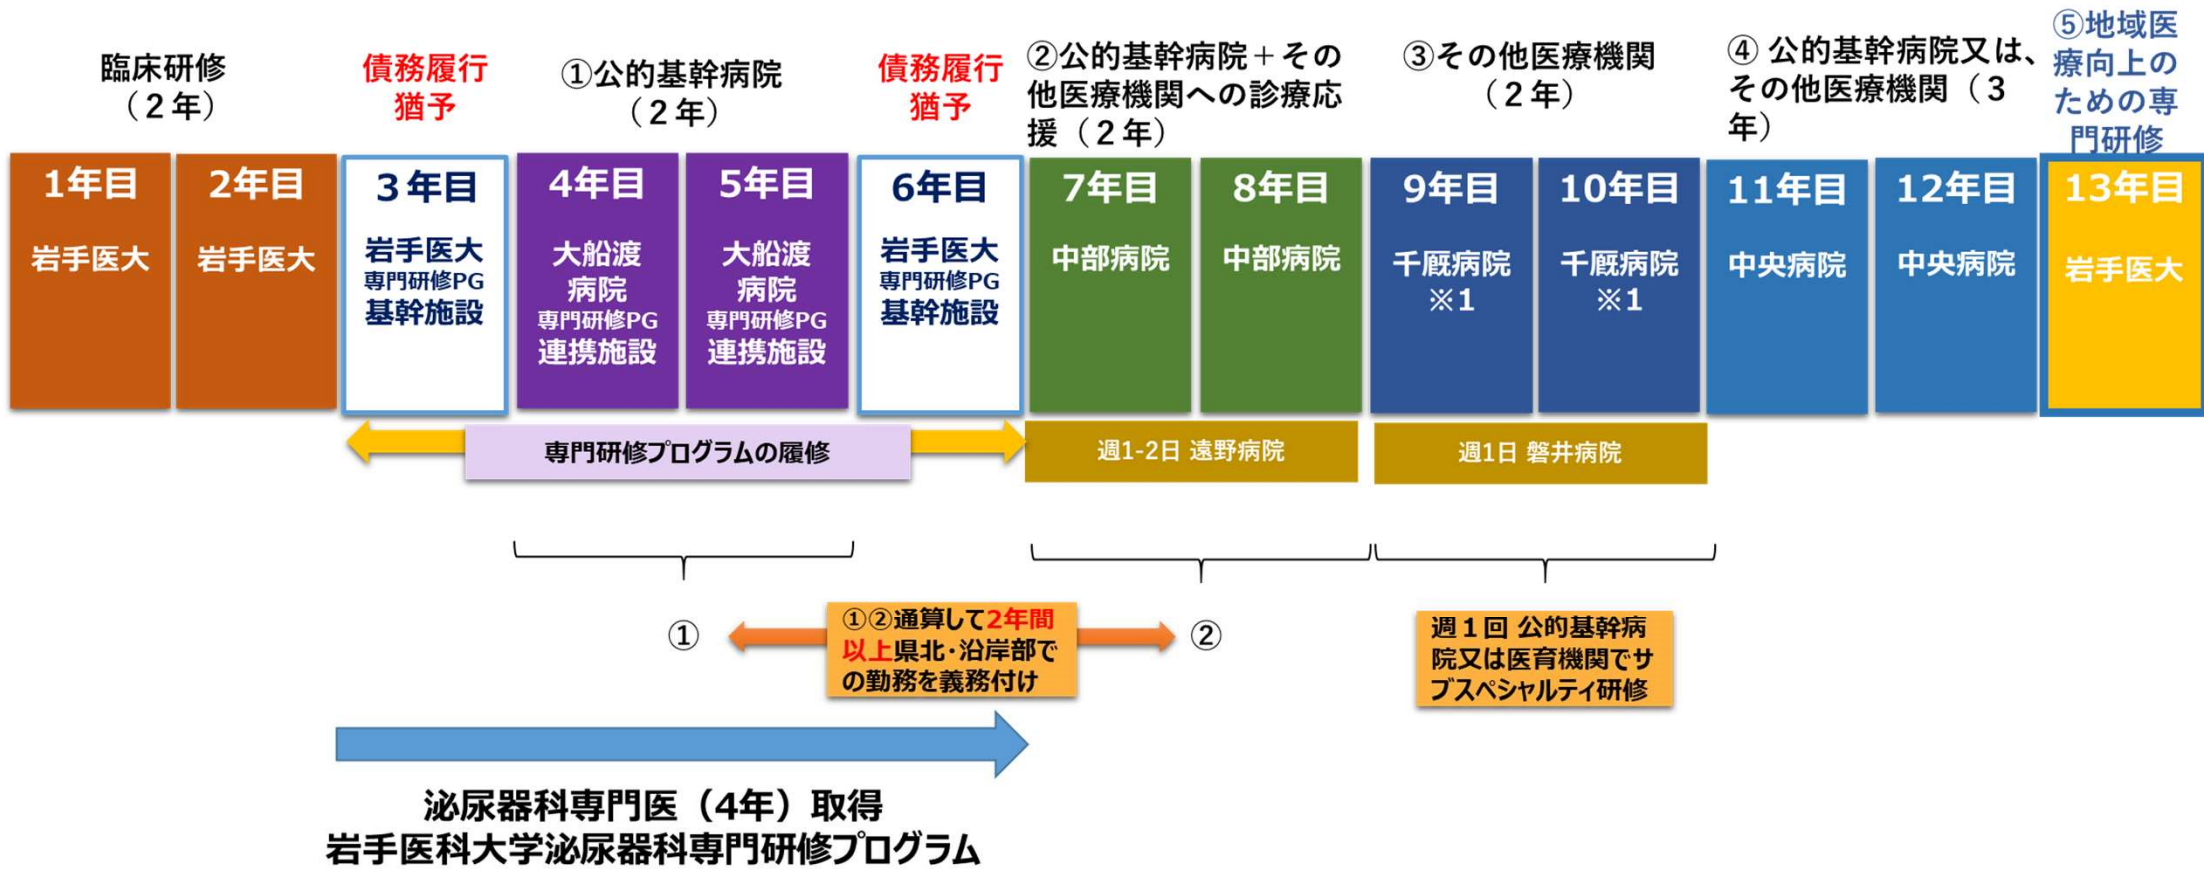 臨床研修
（２年）
債務履行
猶予
①公的基幹病院
（２年）
債務履行
猶予
②公的基幹病院＋その
他医療機関への診療応
援（２年）
③その他医療機関
（２年）
④ 公的基幹病院又は、
その他医療機関（３
年）
⑤地域医
療向上の
ための専
門研修
1年目
岩手医大
2年目
岩手医大
３年目
岩手医大
専門研修PG
基幹施設
4年目
大船渡
病院
専門研修PG
連携施設
5年目
大船渡
病院
専門研修PG
連携施設
6年目
岩手医大
専門研修PG
基幹施設
7年目
中部病院
8年目
中部病院
9年目
千厩病院
※1
10年目
千厩病院
※1
11年目
中央病院
12年目
中央病院
13年目
岩手医大
専門研修プログラムの履修
週1-2日 遠野病院
週1日 磐井病院
①
①②通算して2年間
以上県北・沿岸部で
の勤務を義務付け
②
週１回 公的基幹病
院又は医育機関でサ
ブスペシャルティ研修
泌尿器科専門医（4年）取得
岩手医科大学泌尿器科専門研修プログラム